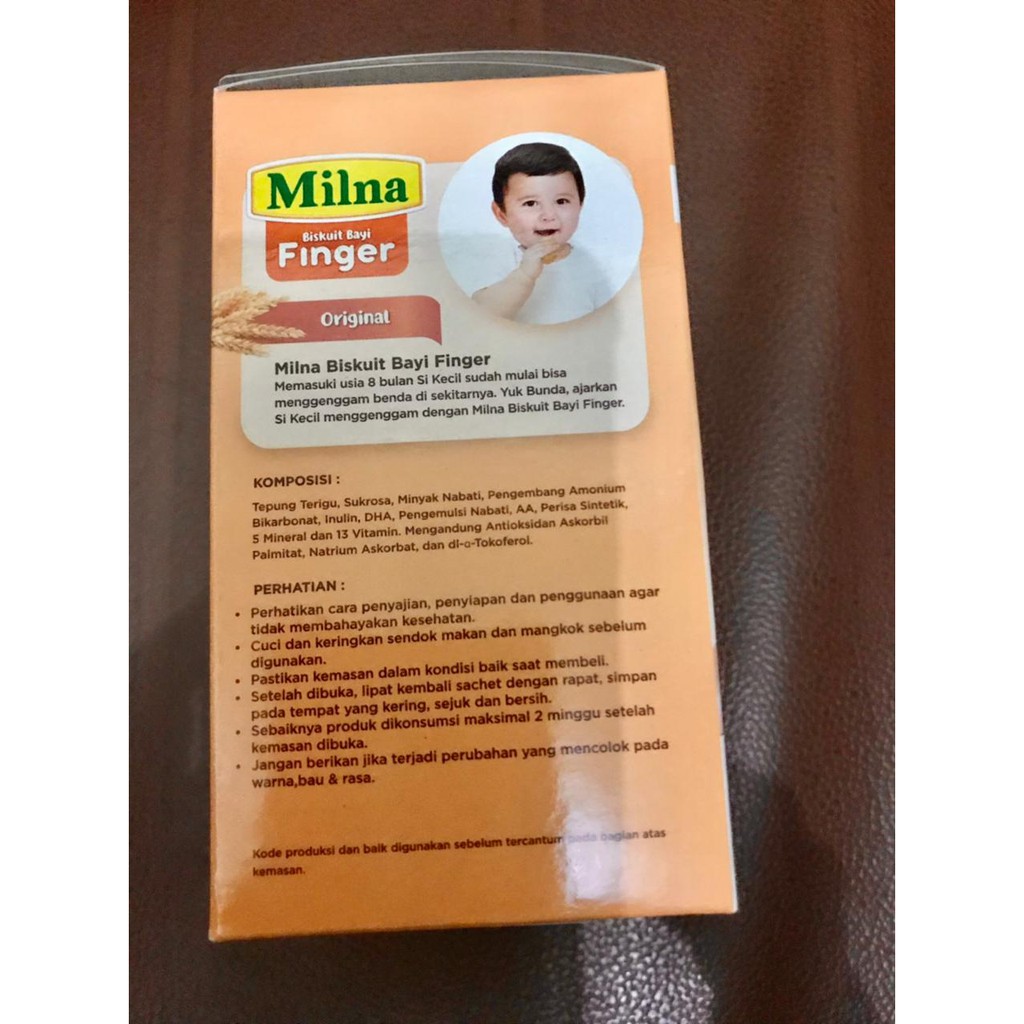 Milna
Biskuit Bayi
Finger
Original
Milna Biskuit Bayi Finger
Memasuki usia 8 bulan Si Kecil sudah mulai bisa
menggenggam benda di sekitarnya. Yuk Bunda, ajarkan
Si Kecil menggenggam dengan Milna Biskuit Bayi Finger.
KOMPOSISI :
Tepung Terigu, Sukrosa, Minyak Nabati, Pengembang Amonium
Bikarbonat, Inulin, DHA, Pengemulsi Nabati, AA, Perisa Sintetik,
5 Mineral dan 13 Vitamin. Mengandung Antioksidan Askorbil
Palmitat, Natrium Askorbat, dan dl-α-Tokoferol.
PERHATIAN :
• Perhatikan cara penyajian, penyiapan dan penggunaan agar
tidak membahayakan kesehatan.
• Cuci dan keringkan sendok makan dan mangkok sebelum
digunakan.
• Pastikan kemasan dalam kondisi baik saat membeli.
• Setelah dibuka, lipat kembali sachet dengan rapat, simpan
pada tempat yang kering, sejuk dan bersih.
• Sebaiknya produk dikonsumsi maksimal 2 minggu setelah
kemasan dibuka.
• Jangan berikan jika terjadi perubahan yang mencolok pada
warna,bau & rasa.
Kode produksi dan baik digunakan sebelum tercantum pada bagian atas
kemasan.